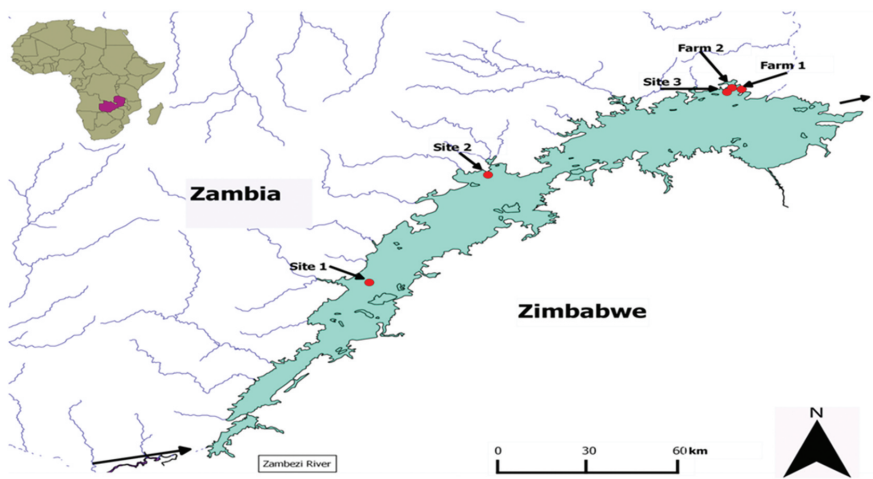 Farm 2
Farm 1
Site 3
Site 2
Zambia
Site 1
Zimbabwe
N
0 30 60 km
Zambezi River